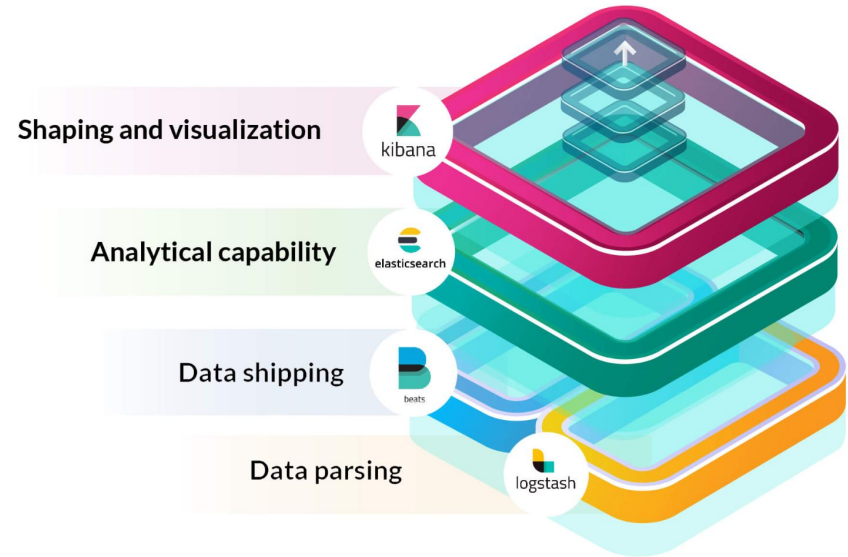 Shaping and visualization
kibana
Analytical capability
elasticsearch
Data shipping
beats
Data parsing
logstash